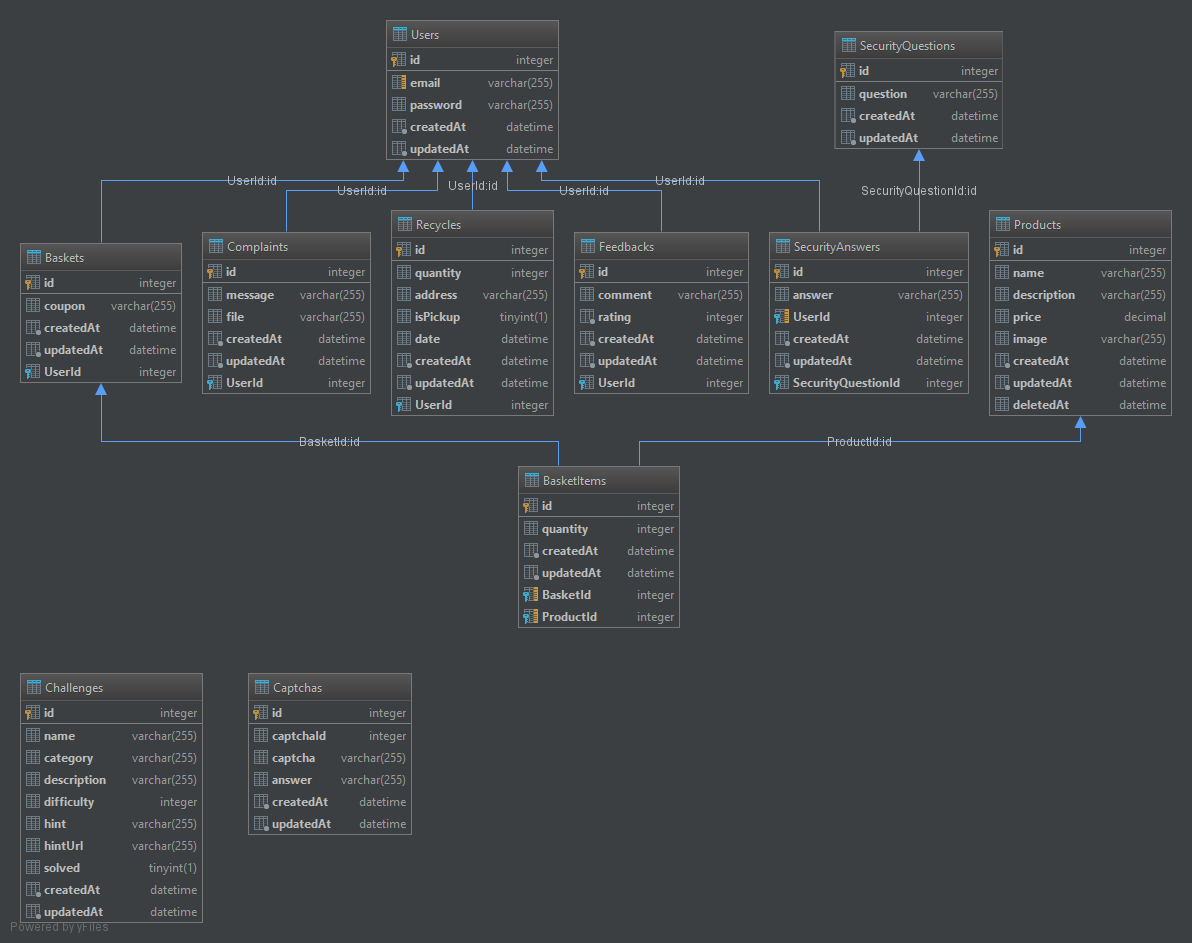 Users
id integer
email varchar(255)
password varchar(255)
createdAt datetime
updatedAt datetime
SecurityQuestions
id integer
question varchar(255)
createdAt datetime
updatedAt datetime
UserId:id
UserId:id
UserId:id
UserId:id
UserId:id
SecurityQuestionId:id
Baskets
id integer
coupon varchar(255)
createdAt datetime
updatedAt datetime
UserId integer
Complaints
id integer
message varchar(255)
file varchar(255)
createdAt datetime
updatedAt datetime
UserId integer
Recycles
id integer
quantity integer
address varchar(255)
isPickup tinyint(1)
date datetime
createdAt datetime
updatedAt datetime
UserId integer
Feedbacks
id integer
comment varchar(255)
rating integer
createdAt datetime
updatedAt datetime
UserId integer
SecurityAnswers
id integer
answer varchar(255)
UserId integer
createdAt datetime
updatedAt datetime
SecurityQuestionId integer
Products
id integer
name varchar(255)
description varchar(255)
price decimal
image varchar(255)
createdAt datetime
updatedAt datetime
deletedAt datetime
BasketId:id
ProductId:id
BasketItems
id integer
quantity integer
createdAt datetime
updatedAt datetime
BasketId integer
ProductId integer
Challenges
id integer
name varchar(255)
category varchar(255)
description varchar(255)
difficulty integer
hint varchar(255)
hintUrl varchar(255)
solved tinyint(1)
createdAt datetime
updatedAt datetime
Captchas
id integer
captchaId integer
captcha varchar(255)
answer varchar(255)
createdAt datetime
updatedAt datetime
Powered by yFiles